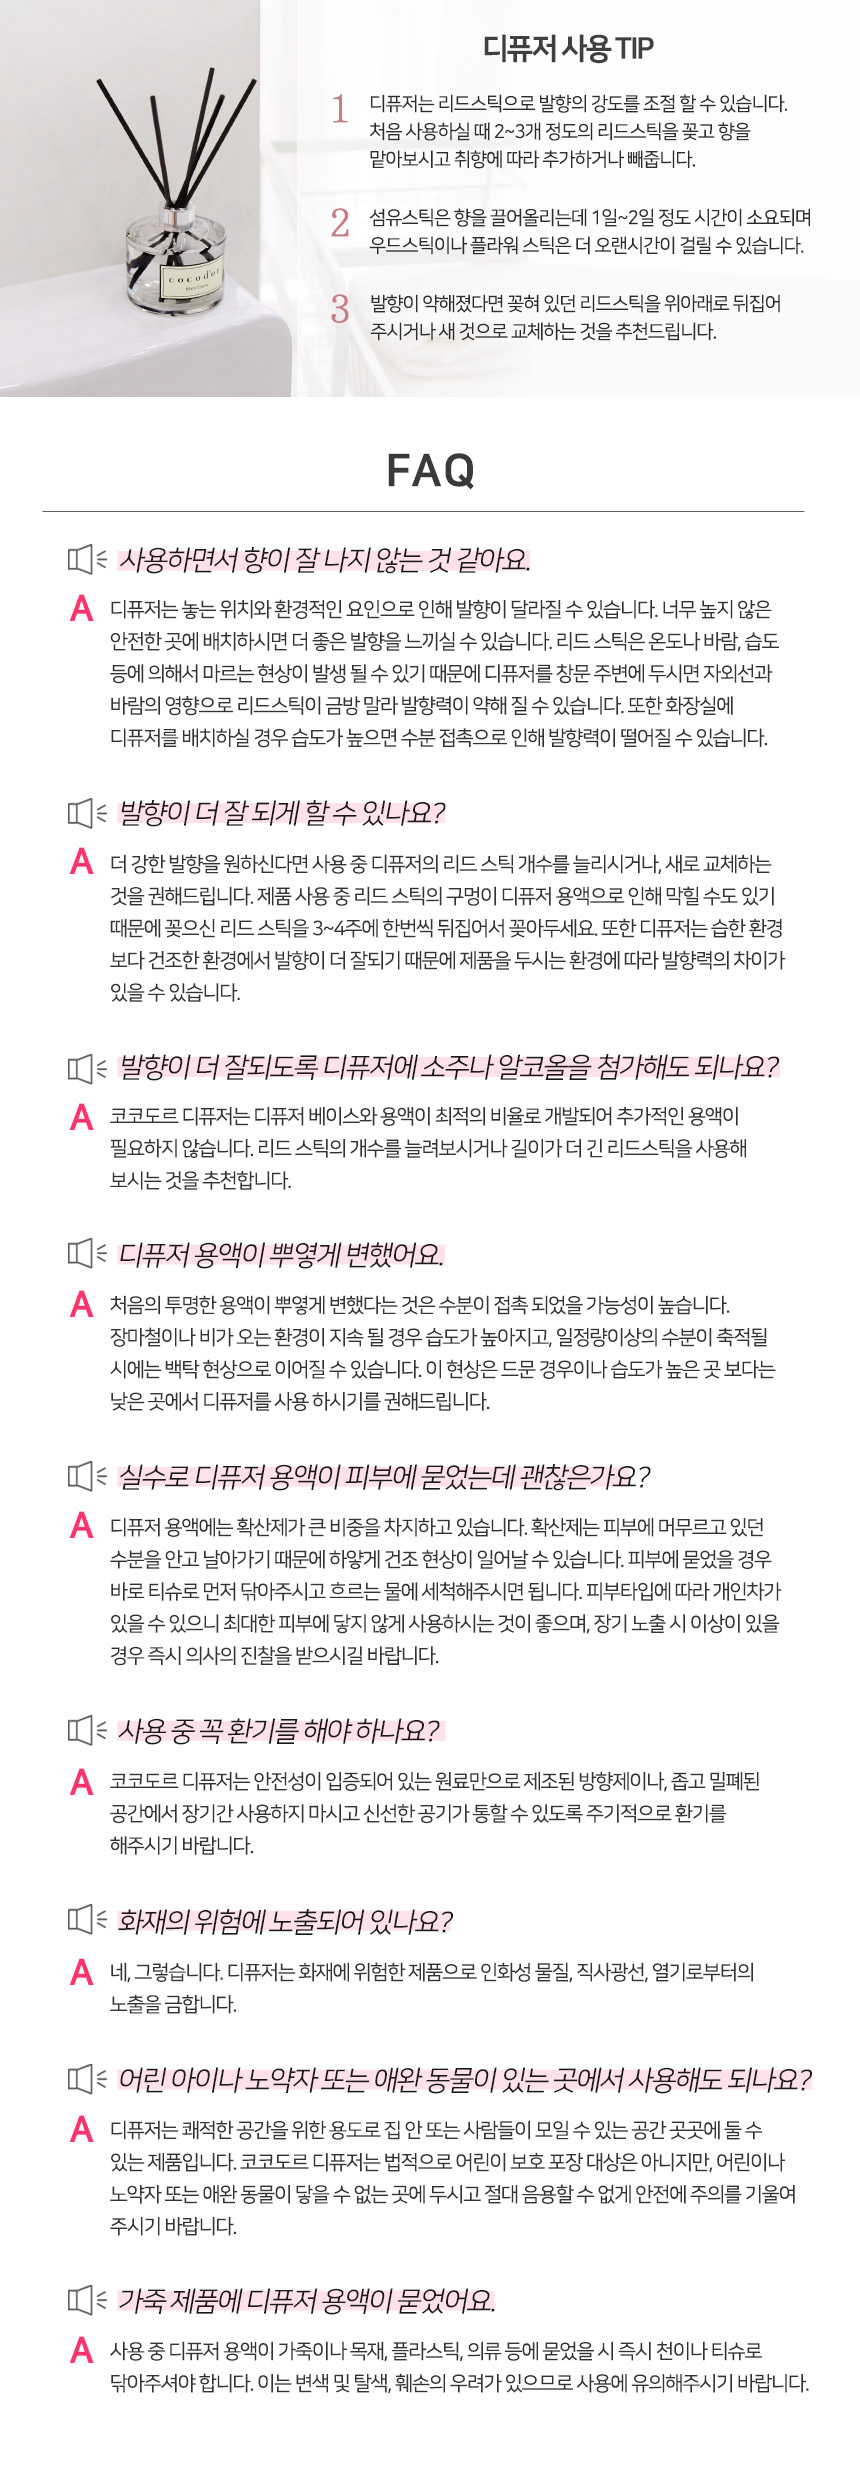 디퓨저 사용 TIP
1
디퓨저는 리드스틱으로 발향의 강도를 조절 할 수 있습니다.
처음 사용하실 때 2~3개 정도의 리드스틱을 꽂고 향을
맡아보시고 취향에 따라 추가하거나 빼줍니다.
2
섬유스틱은 향을 끌어올리는데 1일~2일 정도 시간이 소요되며
우드스틱이나 플라워 스틱은 더 오랜시간이 걸릴 수 있습니다.
3
발향이 약해졌다면 꽂혀 있던 리드스틱을 위아래로 뒤집어
주시거나 새 것으로 교체하는 것을 추천드립니다.
cocodor
Black Cherry
FAQ
사용하면서 향이 잘 나지 않는 것 같아요.
A 디퓨저는 놓는 위치와 환경적인 요인으로 인해 발향이 달라질 수 있습니다. 너무 높지 않은
안전한 곳에 배치하시면 더 좋은 발향을 느끼실 수 있습니다. 리드 스틱은 온도나 바람, 습도
등에 의해서 마르는 현상이 발생 될 수 있기 때문에 디퓨저를 창문 주변에 두시면 자외선과
바람의 영향으로 리드스틱이 금방 말라 발향력이 약해 질 수 있습니다. 또한 화장실에
디퓨저를 배치하실 경우 습도가 높으면 수분 접촉으로 인해 발향력이 떨어질 수 있습니다.
발향이 더 잘 되게 할 수 있나요?
A 더 강한 발향을 원하신다면 사용 중 디퓨저의 리드 스틱 개수를 늘리시거나, 새로 교체하는
것을 권해드립니다. 제품 사용 중 리드 스틱의 구멍이 디퓨저 용액으로 인해 막힐 수도 있기
때문에 꽂으신 리드 스틱을 3~4주에 한번씩 뒤집어서 꽂아두세요. 또한 디퓨저는 습한 환경
보다 건조한 환경에서 발향이 더 잘되기 때문에 제품을 두시는 환경에 따라 발향력의 차이가
있을 수 있습니다.
발향이 더 잘되도록 디퓨저에 소주나 알코올을 첨가해도 되나요?
A 코코도르 디퓨저는 디퓨저 베이스와 용액이 최적의 비율로 개발되어 추가적인 용액이
필요하지 않습니다. 리드 스틱의 개수를 늘려보시거나 길이가 더 긴 리드스틱을 사용해
보시는 것을 추천합니다.
디퓨저 용액이 뿌옇게 변했어요.
A 처음의 투명한 용액이 뿌옇게 변했다는 것은 수분이 접촉 되었을 가능성이 높습니다.
장마철이나 비가 오는 환경이 지속 될 경우 습도가 높아지고, 일정량이상의 수분이 축적될
시에는 백탁 현상으로 이어질 수 있습니다. 이 현상은 드문 경우이나 습도가 높은 곳 보다는
낮은 곳에서 디퓨저를 사용 하시기를 권해드립니다.
실수로 디퓨저 용액이 피부에 묻었는데 괜찮은가요?
A 디퓨저 용액에는 확산제가 큰 비중을 차지하고 있습니다. 확산제는 피부에 머무르고 있던
수분을 안고 날아가기 때문에 하얗게 건조 현상이 일어날 수 있습니다. 피부에 묻었을 경우
바로 티슈로 먼저 닦아주시고 흐르는 물에 세척해주시면 됩니다. 피부타입에 따라 개인차가
있을 수 있으니 최대한 피부에 닿지 않게 사용하시는 것이 좋으며, 장기 노출 시 이상이 있을
경우 즉시 의사의 진찰을 받으시길 바랍니다.
사용 중 꼭 환기를 해야 하나요?
A 코코도르 디퓨저는 안전성이 입증되어 있는 원료만으로 제조된 방향제이나, 좁고 밀폐된
공간에서 장기간 사용하지 마시고 신선한 공기가 통할 수 있도록 주기적으로 환기를
해주시기 바랍니다.
화재의 위험에 노출되어 있나요?
A 네, 그렇습니다. 디퓨저는 화재에 위험한 제품으로 인화성 물질, 직사광선, 열기로부터의
노출을 금합니다.
어린 아이나 노약자 또는 애완 동물이 있는 곳에서 사용해도 되나요?
A 디퓨저는 쾌적한 공간을 위한 용도로 집 안 또는 사람들이 모일 수 있는 공간 곳곳에 둘 수
있는 제품입니다. 코코도르 디퓨저는 법적으로 어린이 보호 포장 대상은 아니지만, 어린이나
노약자 또는 애완 동물이 닿을 수 없는 곳에 두시고 절대 음용할 수 없게 안전에 주의를 기울여
주시기 바랍니다.
가죽 제품에 디퓨저 용액이 묻었어요.
A 사용 중 디퓨저 용액이 가죽이나 목재, 플라스틱, 의류 등에 묻었을 시 즉시 천이나 티슈로
닦아주셔야 합니다. 이는 변색 및 탈색, 훼손의 우려가 있으므로 사용에 유의해주시기 바랍니다.